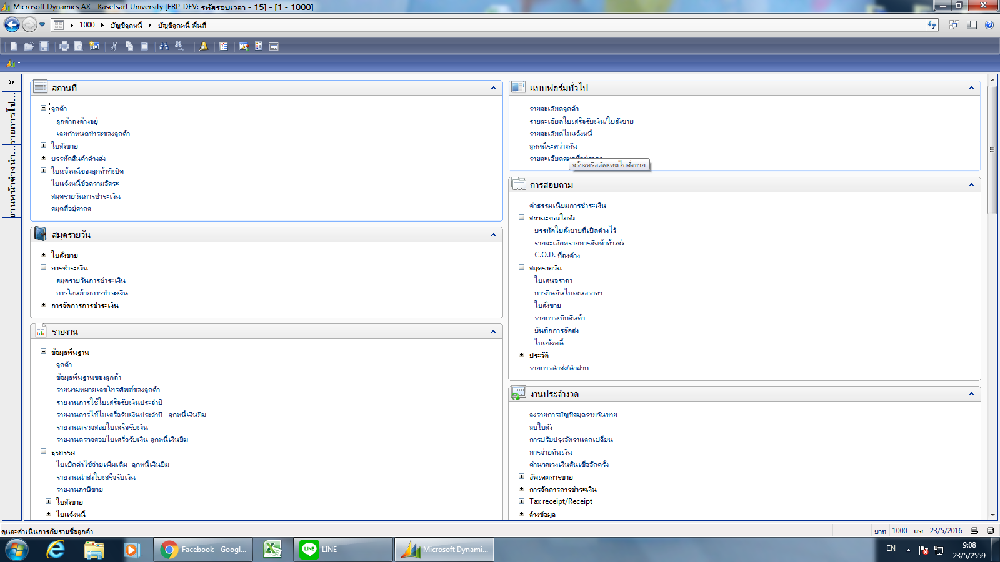 Microsoft Dynamics AX - Kasetsart University [ERP-DEV: รหัสรอบเวลา - 15] - [1 - 1000]
1000 บัญชีลูกหนี้ บัญชีลูกหนี้ พื้นที่
รายการโป...
บานหน้าต่างนำ...
สถานที่
ลูกค้า
ลูกค้าคงค้างอยู่
เลยกำหนดชำระของลูกค้า
ใบสั่งขาย
บรรทัดสินค้าค้างส่ง
ใบแจ้งหนี้ของลูกค้าที่เปิด
ใบแจ้งหนี้ข้อความอิสระ
สมุดรายวันการชำระเงิน
สมุดที่อยู่สากล
สมุดรายวัน
ใบสั่งขาย
การชำระเงิน
สมุดรายวันการชำระเงิน
การโอนย้ายการชำระเงิน
การจัดการการชำระเงิน
รายงาน
ข้อมูลพื้นฐาน
ลูกค้า
ข้อมูลพื้นฐานของลูกค้า
รายนามหมายเลขโทรศัพท์ของลูกค้า
รายงานการใช้ใบเสร็จรับเงินประจำปี
รายงานการใช้ใบเสร็จรับเงินประจำปี - ลูกหนี้เงินยืม
รายงานตรวจสอบใบเสร็จรับเงิน
รายงานตรวจสอบใบเสร็จรับเงิน-ลูกหนี้เงินยืม
ธุรกรรม
ใบเบิกค่าใช้จ่ายเพิ่มเติม -ลูกหนี้เงินยืม
รายงานนำส่งใบเสร็จรับเงิน
รายงานภาษีขาย
ใบสั่งขาย
ใบแจ้งหนี้
แบบฟอร์มทั่วไป
รายละเอียดลูกค้า
รายละเอียดใบเสร็จรับเงิน/ใบสั่งขาย
รายละเอียดใบแจ้งหนี้
ลูกหนี้ระหว่างกัน
รายละเอียดสมุดที่อยู่สากล
สร้างหรืออัพเดตใบสั่งขาย
การสอบถาม
ค่าธรรมเนียมการชำระเงิน
สถานะของใบสั่ง
บรรทัดใบสั่งขายที่เปิดค้างไว้
รายละเอียดรายการสินค้าค้างส่ง
C.O.D. ที่คงค้าง
สมุดรายวัน
ใบเสนอราคา
การยืนยันใบเสนอราคา
ใบสั่งขาย
รายการเบิกสินค้า
บันทึกการจัดส่ง
ใบแจ้งหนี้
ประวัติ
รายการนำส่ง/นำฝาก
งานประจำงวด
ลงรายการบัญชีสมุดรายวันขาย
ลบใบสั่ง
การปรับปรุงอัตราแลกเปลี่ยน
การจ่ายคืนเงิน
คำนวณวงเงินสินเชื่ออีกครั้ง
อัพเดตการขาย
การจัดการการชำระเงิน
Tax receipt/Receipt
ล้างข้อมูล
ดูและดำเนินการกับรายชื่อลูกค้า
บาท 1000 usr 23/5/2016
Facebook - Googl...
LINE
Microsoft Dynami...
EN
9:08
23/5/2559